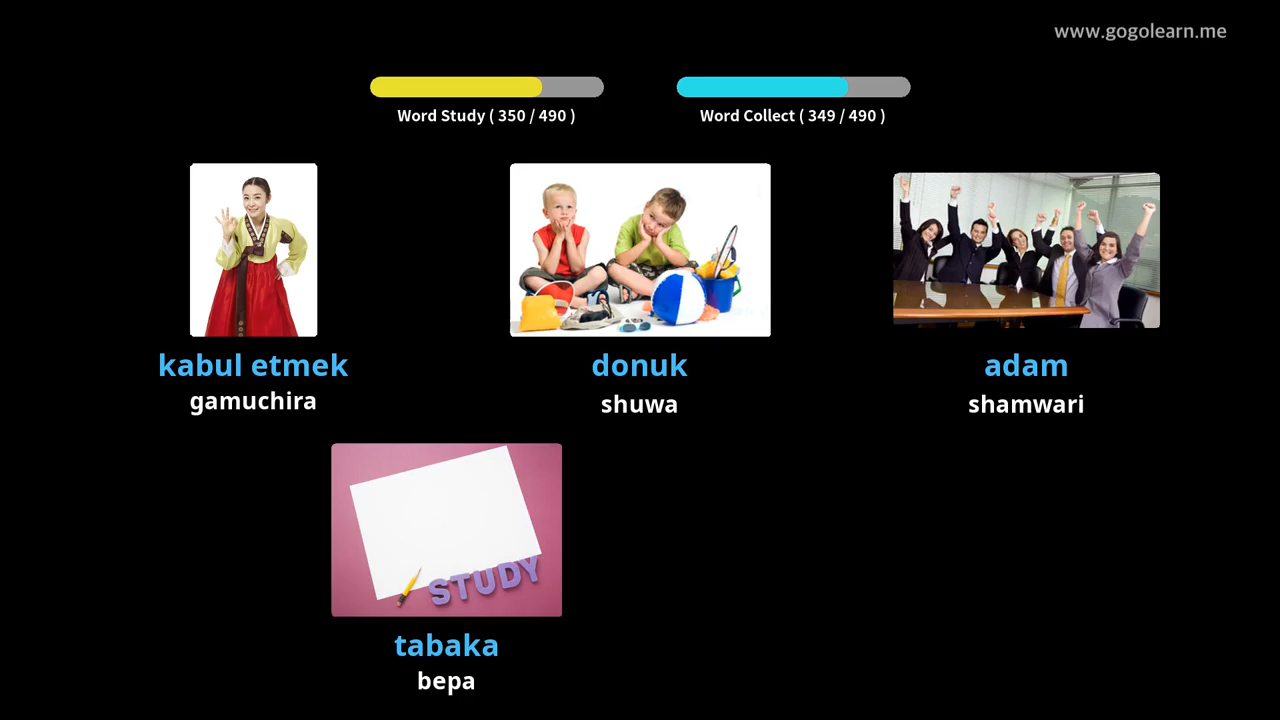 www.gogolearn.me
Word Study ( 350 / 490 )
Word Collect ( 349 / 490 )
kabul etmek
gamuchira
donuk
shuwa
adam
shamwari
STUDY
tabaka
bepa